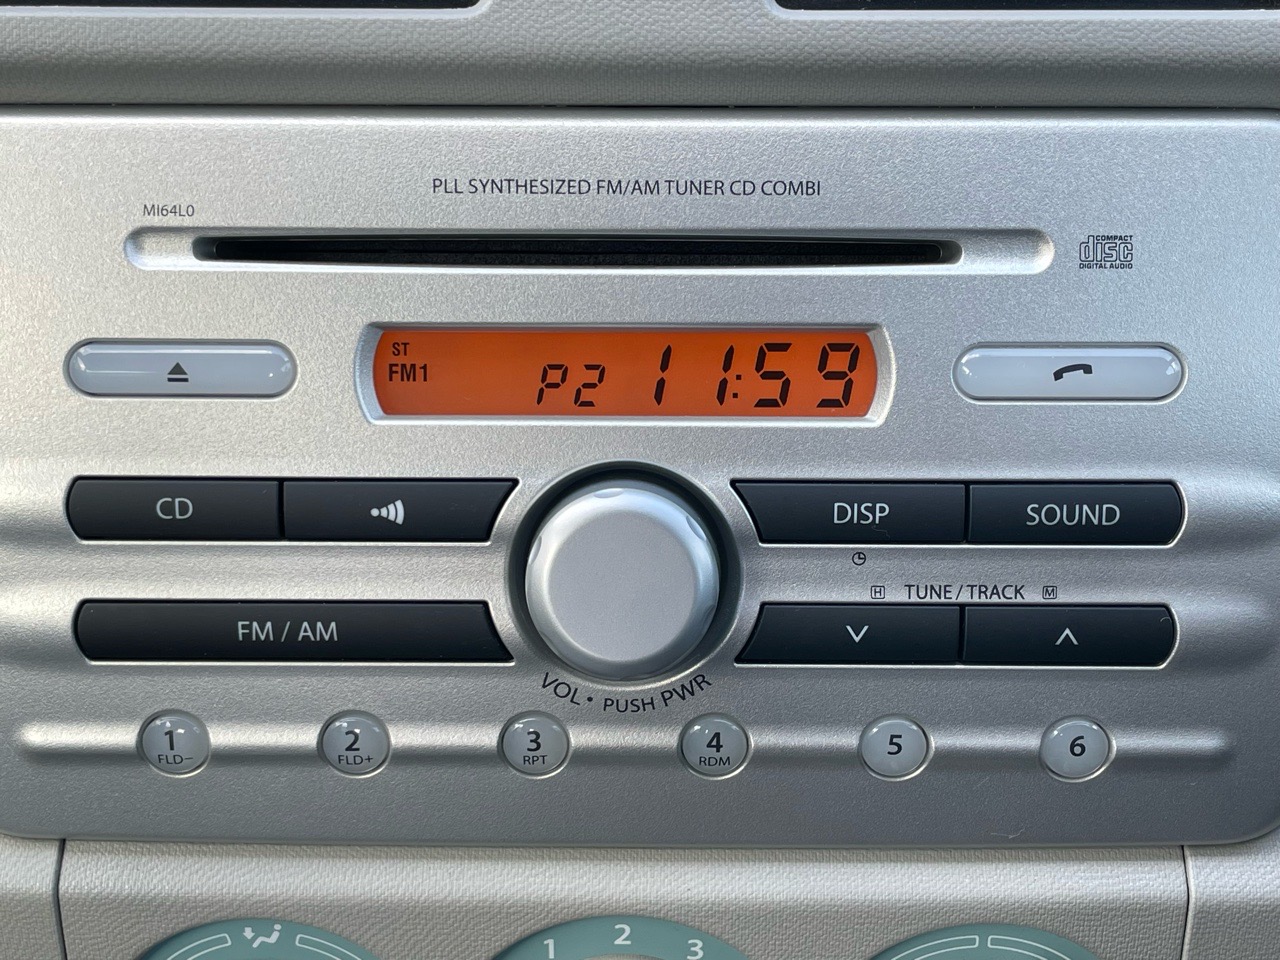 PLL SYNTHESIZED FM/AM TUNER CD COMBI
MI64L0
COMPACT
disc
DIGITAL AUDIO
ST
FM1 P2 11:59
CD
DISP
SOUND
H TUNE/TRACK M
FM / AM
VOL• PUSH PWR
1
FLD-
2
FLD+
3
RPT
4
RDM
5
6
1 2 3